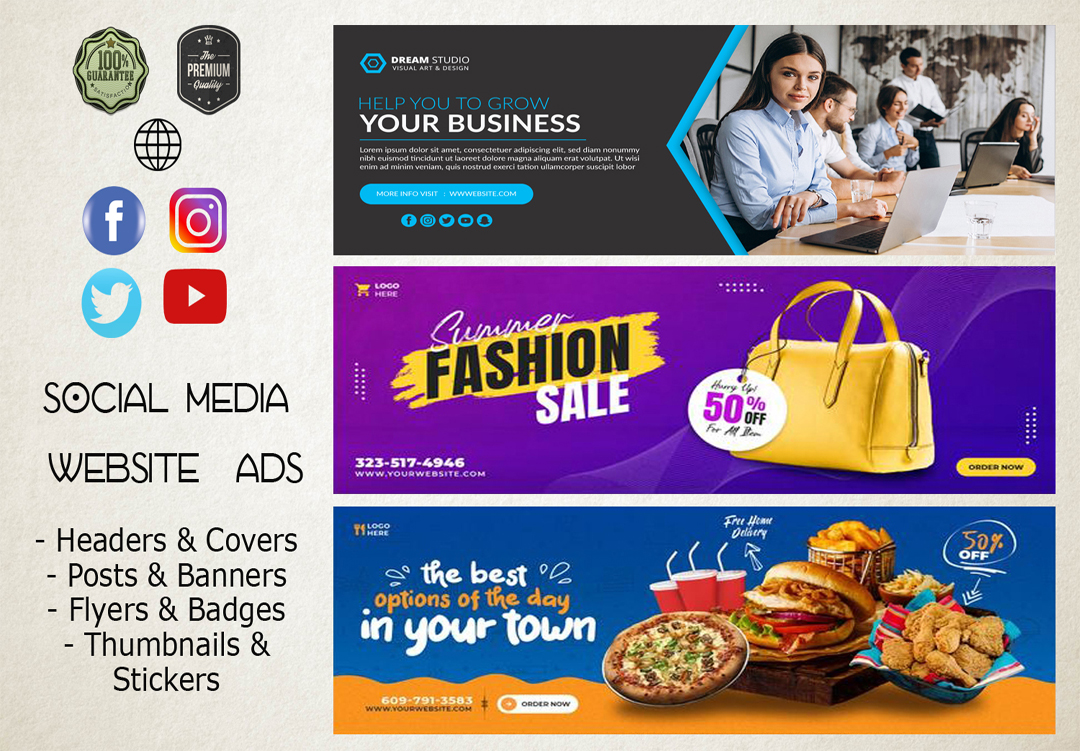 100%
GUARANTEE
SATISFACTION
The
PREMIUM
Quality
SOCIAL MEDIA
WEBSITE ADS
- Headers & Covers
- Posts & Banners
- Flyers & Badges
- Thumbnails &
Stickers
DREAM STUDIO
VISUAL ART & DESIGN
HELP YOU TO GROW
YOUR BUSINESS
Lorem ipsum dolor sit amet, consectetuer adipiscing elit, sed diam nonummy
nibh euismod tincidunt ut laoreet dolore magna aliquam erat volutpat. Ut wisi
enim ad minim veniam, quis nostrud exerci tation ullamcorper suscipit lobor
MORE INFO VISIT : WWWEBSITE.COM
LOGO
HERE
Summer
FASHION
SALE
Hurry Up!
50%
OFF
For All Item
323-517-4946
WWW.YOURWEBSITE.COM
ORDER NOW
LOGO
HERE
Free Home
Delivery
50%
OFF
the best
options of the day
in your town
609-791-3583
WWW.YOURWEBSITE.COM
ORDER NOW